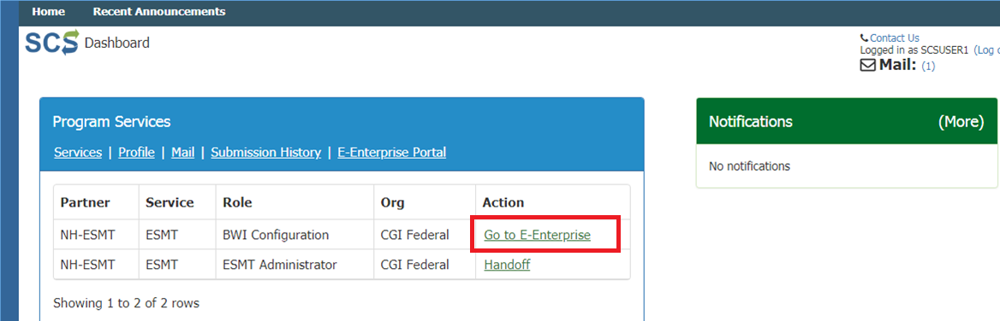 Home Recent Announcements
SCS Dashboard
Contact Us
Logged in as SCSUSER1 (Log
Mail: (1)
Program Services
Services | Profile | Mail | Submission History | E-Enterprise Portal
Partner Service Role Org Action
NH-ESMT ESMT BWI Configuration CGI Federal Go to E-Enterprise
NH-ESMT ESMT ESMT Administrator CGI Federal Handoff
Showing 1 to 2 of 2 rows
Notifications (More)
No notifications